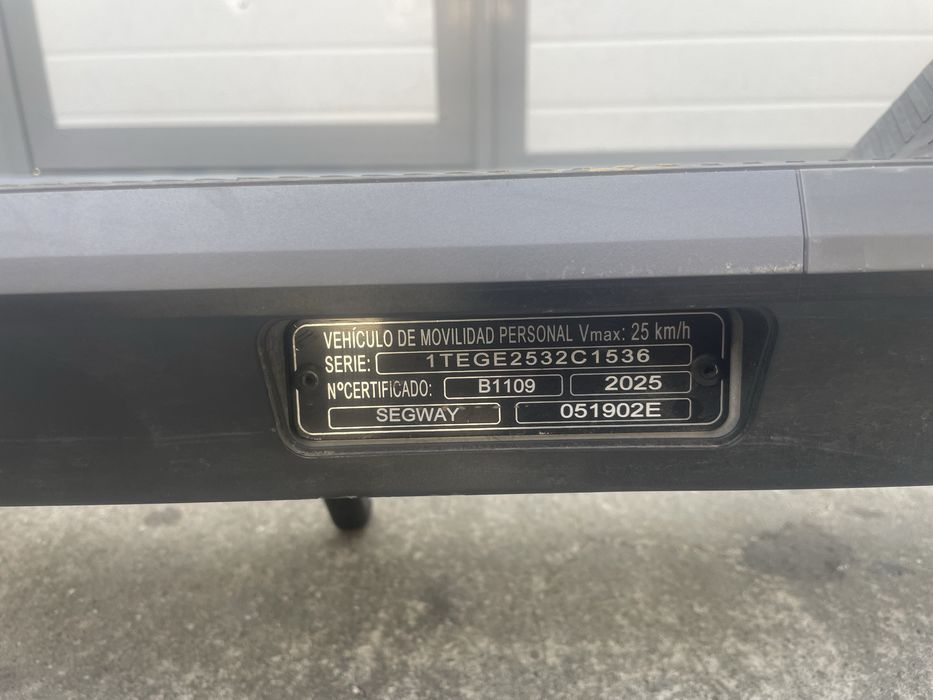 VEHÍCULO DE MOVILIDAD PERSONAL Vmax: 25 km/h
SERIE: 1TEGE2532C1536
NºCERTIFICADO: B1109 2025
SEGWAY 051902E